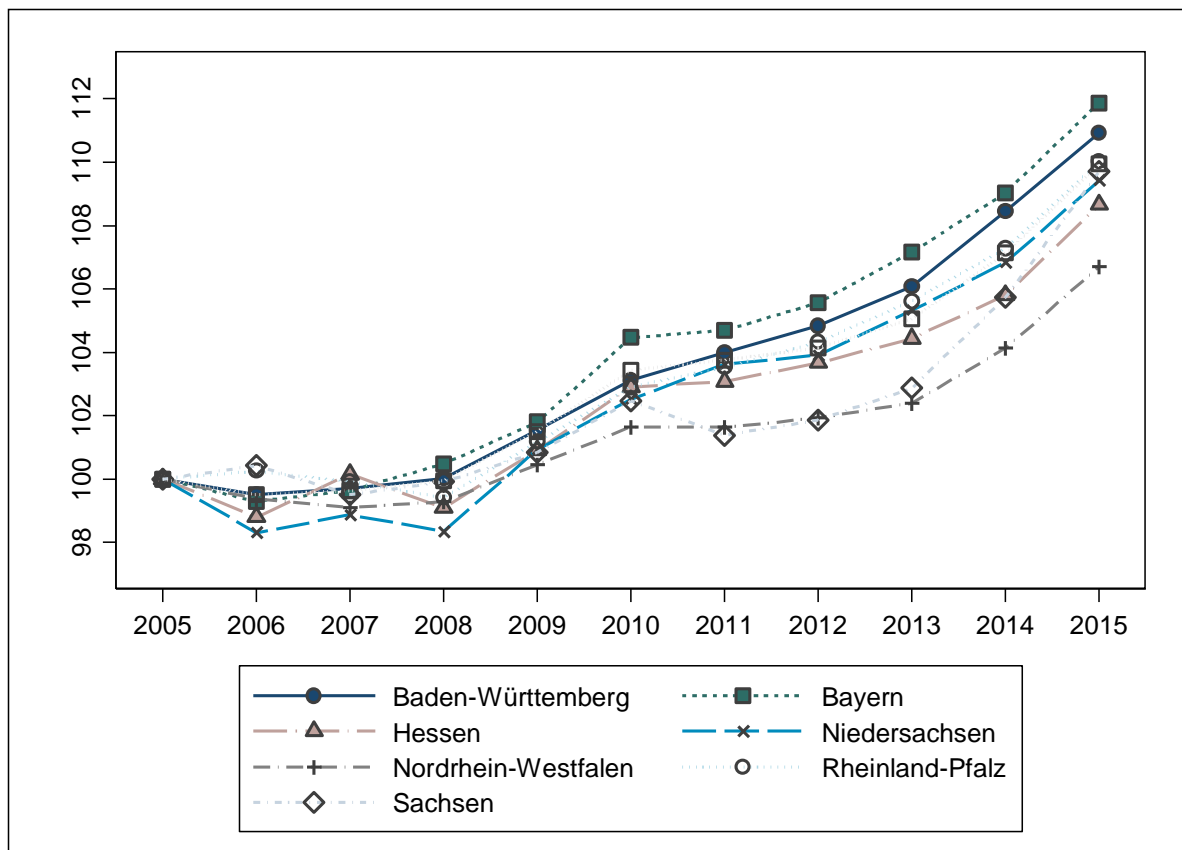 112
110
108
106
104
102
100
98
2005 2006 2007 2008 2009 2010 2011 2012 2013 2014 2015
Baden-Württemberg Bayern
Hessen Niedersachsen
Nordrhein-Westfalen Rheinland-Pfalz
Sachsen